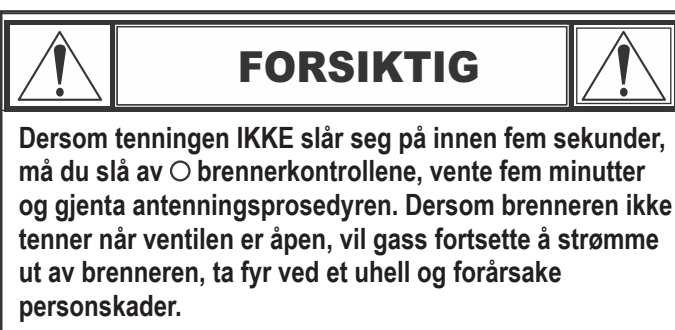 FORSIKTIG
Dersom tenningen IKKE slår seg på innen fem sekunder,
må du slå av ○ brennerkontrollene, vente fem minutter
og gjenta antenningsprosedyren. Dersom brenneren ikke
tenner når ventilen er åpen, vil gass fortsette å strømme
ut av brenneren, ta fyr ved et uhell og forårsake
personskader.